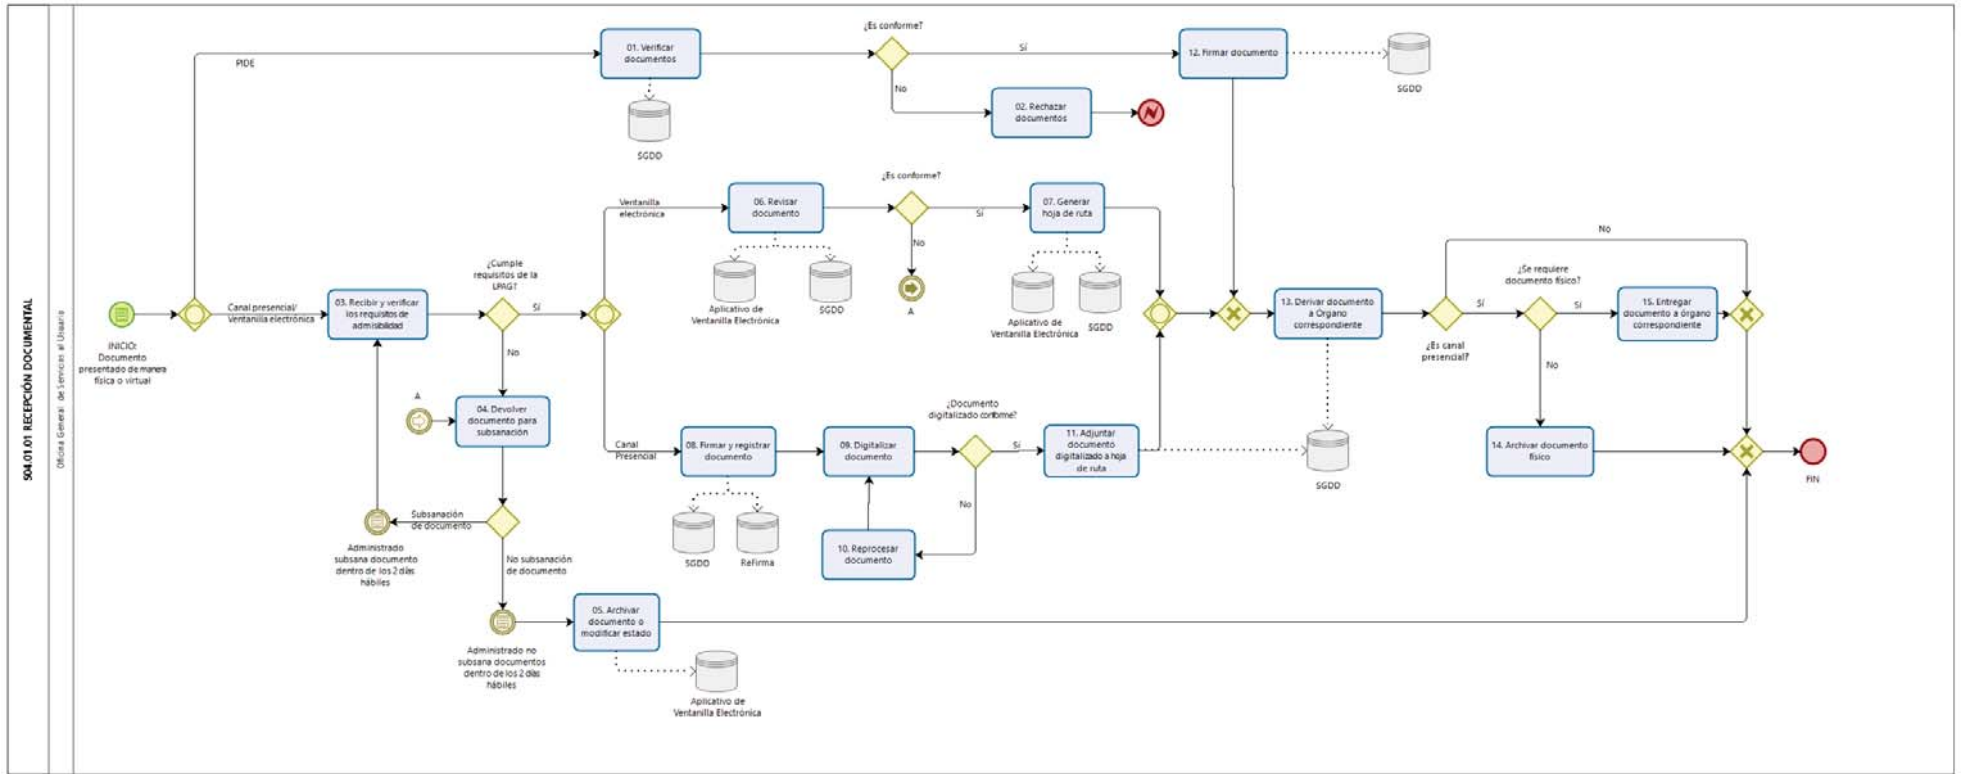 S04.01.01 RECEPCIÓN DOCUMENTAL
Oficina General de Servicios al Usuario
INICIO:
Documento
presentado de manera
física o virtual
PIDE
01. Verificar
documentos
SGDD
¿Es conforme?
Sí
No
02. Rechazar
documentos
12. Firmar documento
SGDD
Canal presencial/
Ventanilla electrónica
03. Recibir y verificar
los requisitos de
admisibilidad
¿Cumple
requisitos de la
LPAG?
Sí
No
Ventanilla
electrónica
06. Revisar
documento
Aplicativo de
Ventanilla Electrónica
SGDD
¿Es conforme?
Sí
No
A
07. Generar
hoja de ruta
Aplicativo de
Ventanilla Electrónica
SGDD
A
04. Devolver
documento para
subsanación
Subsanación
de documento
Administrado
subsana documento
dentro de los 2 días
hábiles
No subsanación
de documento
Administrado no
subsana documentos
dentro de los 2 días
hábiles
05. Archivar
documento o
modificar estado
Aplicativo de
Ventanilla Electrónica
Canal
Presencial
08. Firmar y registrar
documento
SGDD
ReFirma
09. Digitalizar
documento
¿Documento
digitalizado conforme?
Sí
No
10. Reprocesar
documento
11. Adjuntar
documento
digitalizado a hoja
de ruta
13. Derivar documento
a Órgano
correspondiente
SGDD
¿Es canal
presencial?
No
Sí
¿Se requiere
documento físico?
Sí
No
15. Entregar
documento a órgano
correspondiente
14. Archivar documento
físico
FIN